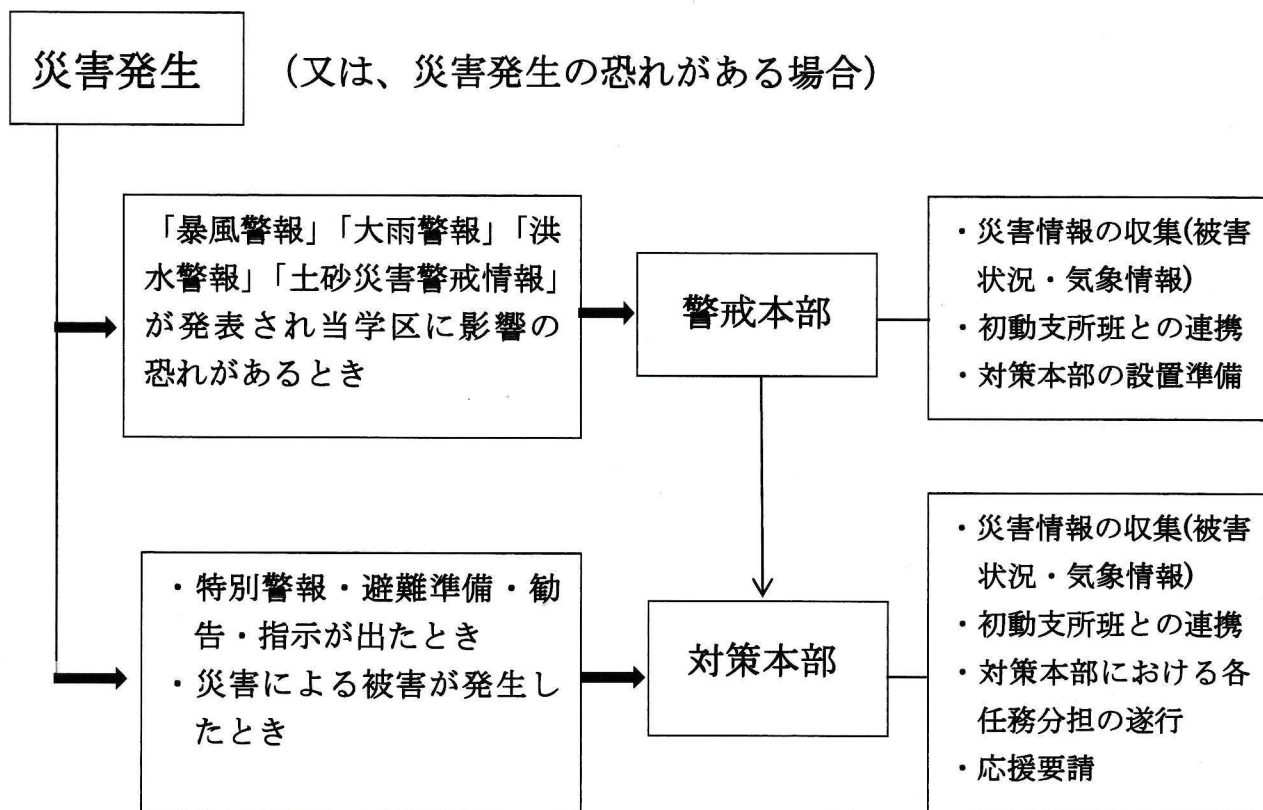 災害発生 (又は、災害発生の恐れがある場合)
「暴風警報」「大雨警報」「洪
水警報」「土砂災害警戒情報」
が発表され当学区に影響の
恐れがあるとき
警戒本部
・災害情報の収集(被害
状況・気象情報)
・初動支所班との連携
・対策本部の設置準備
・特別警報・避難準備・勧
告・指示が出たとき
・災害による被害が発生し
たとき
対策本部
・災害情報の収集(被害
状況・気象情報)
・初動支所班との連携
・対策本部における各
任務分担の遂行
・応援要請